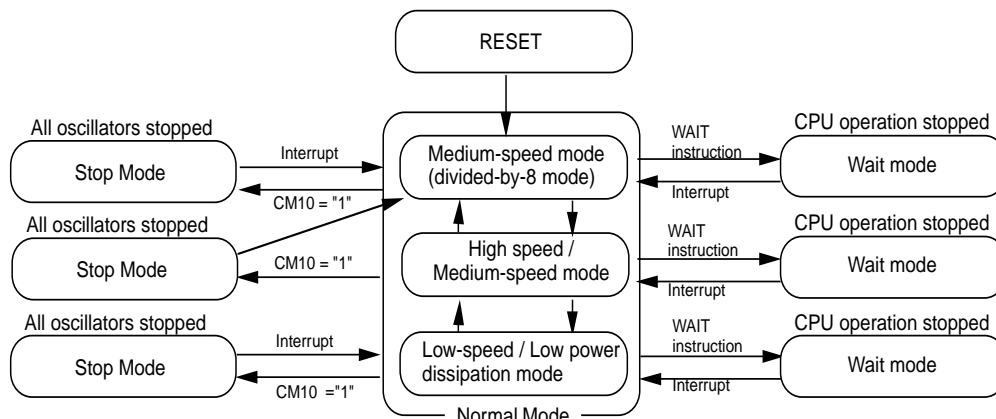 RESET
All oscillators stopped
Stop Mode
Interrupt
CM10 = "1"
Medium-speed mode
(divided-by-8 mode)
WAIT
instruction
Interrupt
CPU operation stopped
Wait mode
All oscillators stopped
Stop Mode
CM10 = "1"
High speed /
Medium-speed mode
WAIT
instruction
Interrupt
CPU operation stopped
Wait mode
All oscillators stopped
Stop Mode
Interrupt
CM10 ="1"
Low-speed / Low power
dissipation mode
WAIT
instruction
Interrupt
CPU operation stopped
Wait mode
Normal Mode